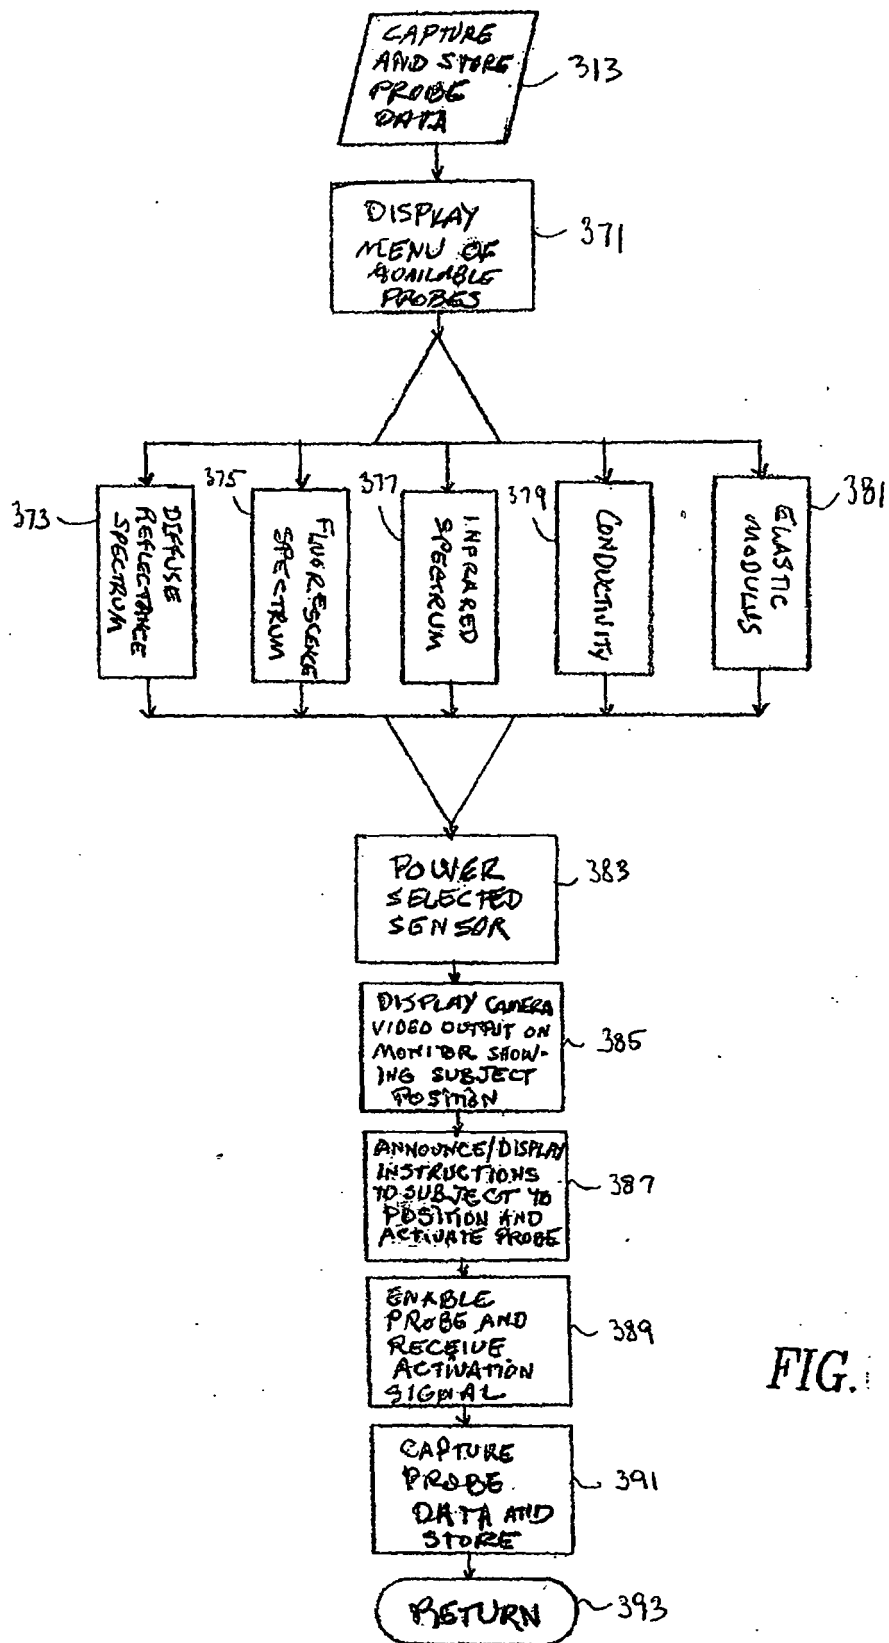 CAPTURE
AND STORE
PROBE
DATA
313
DISPLAY
MENU OF
AVAILABLE
PROBES
371
373
DIFFUSE
REFLECTANCE
SPECTRUM
375
FLUORESCENCE
SPECTRUM
377
INFRARED
SPECTRUM
379
CONDUCTIVITY
381
ELASTIC
MODULUS
POWER
SELECTED
SENSOR
383
DISPLAY CAMERA
VIDEO OUTPUT ON
MONITOR SHOW-
ING SUBJECT
POSITION
385
ANNOUNCE/DISPLAY
INSTRUCTIONS
TO SUBJECT TO
POSITION AND
ACTIVATE PROBE
387
ENABLE
PROBE AND
RECEIVE
ACTIVATION
SIGNAL
389
FIG.
CAPTURE
PROBE
DATA AND
STORE
391
RETURN
393